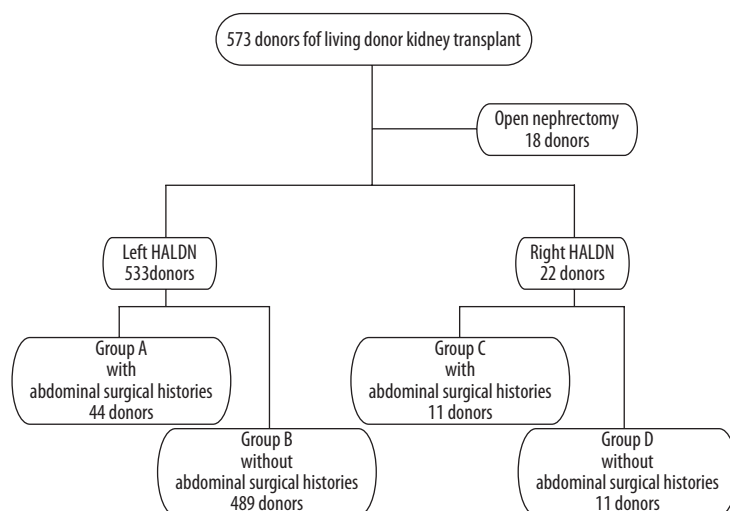 573 donors fof living donor kidney transplant
Open nephrectomy
18 donors
Left HALDN
533donors
Right HALDN
22 donors
Group A
with
abdominal surgical histories
44 donors
Group B
without
abdominal surgical histories
489 donors
Group C
with
abdominal surgical histories
11 donors
Group D
without
abdominal surgical histories
11 donors